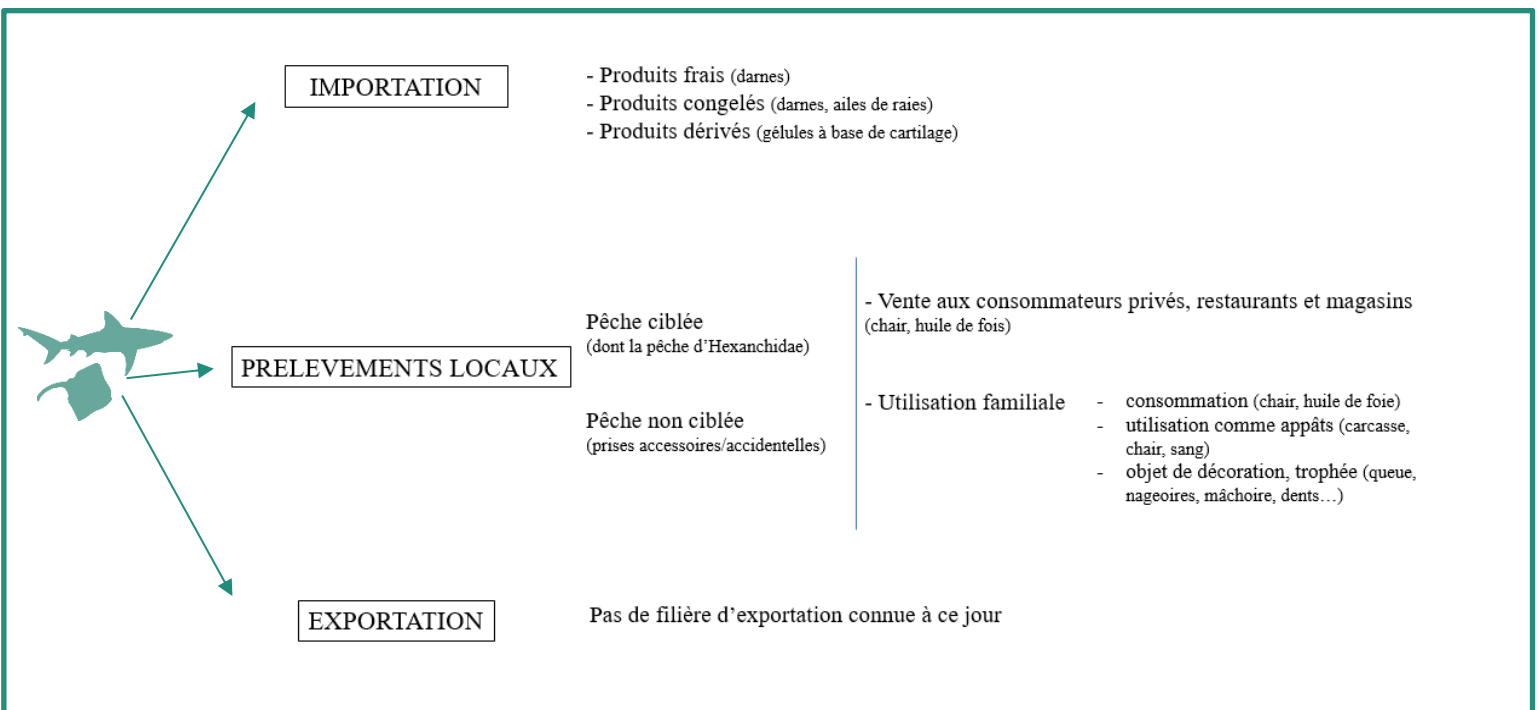 IMPORTATION
- Produits frais (darnes)
- Produits congelés (darnes, ailes de raies)
- Produits dérivés (gélules à base de cartilage)
PRELEVEMENTS LOCAUX
Pêche ciblée
(dont la pêche d’Hexanchidae)
Pêche non ciblée
(prises accessoires/accidentelles)
- Vente aux consommateurs privés, restaurants et magasins
(chair, huile de fois)
- Utilisation familiale
- consommation (chair, huile de foie)
- utilisation comme appâts (carcasse,
chair, sang)
- objet de décoration, trophée (queue,
nageoires, mâchoire, dents…)
EXPORTATION
Pas de filière d’exportation connue à ce jour